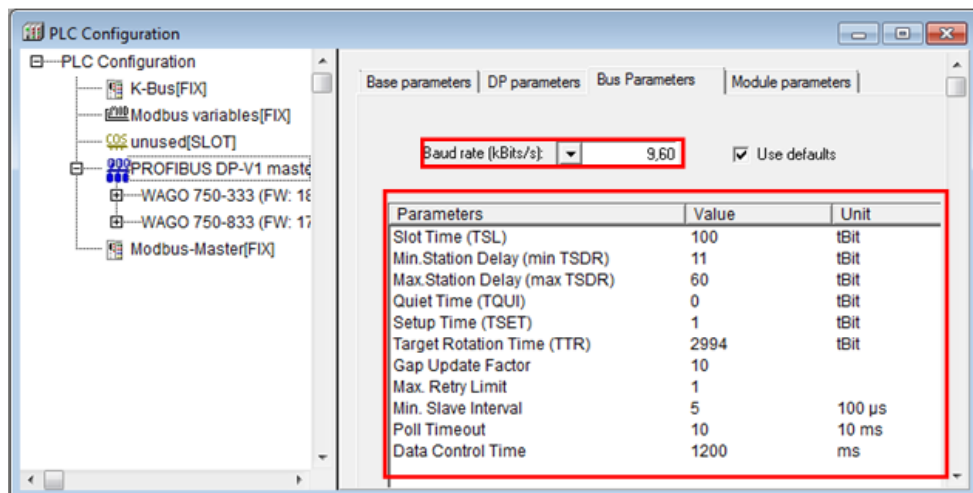 PLC Configuration
PLC Configuration
K-Bus[FIX]
Modbus variables[FIX]
unused[SLOT]
PROFIBUS DP-V1 maste
WAGO 750-333 (FW: 18
WAGO 750-833 (FW: 17
Modbus-Master[FIX]
Base parameters DP parameters Bus Parameters Module parameters
Baud rate (kBits/s): 9,60 Use defaults
Parameters Value Unit
Slot Time (TSL) 100 tBit
Min.Station Delay (min TSDR) 11 tBit
Max.Station Delay (max TSDR) 60 tBit
Quiet Time (TQUI) 0 tBit
Setup Time (TSET) 1 tBit
Target Rotation Time (TTR) 2994 tBit
Gap Update Factor 10
Max. Retry Limit 1
Min. Slave Interval 5 100 µs
Poll Timeout 10 10 ms
Data Control Time 1200 ms